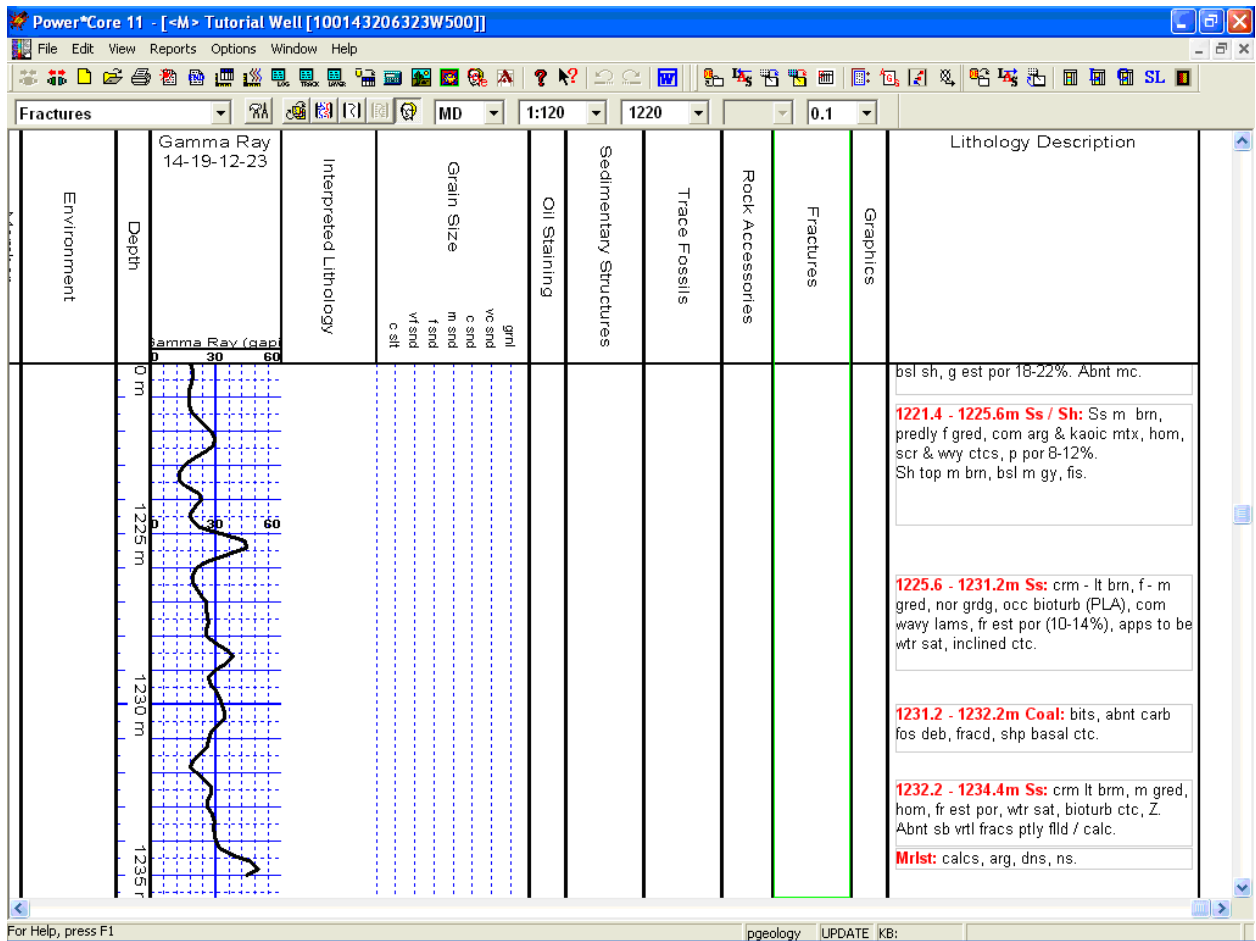 Power*Core 11 - [<M> Tutorial Well [100143206323W500]]
File Edit View Reports Options Window Help
SL
Fractures MD 1:120 1220 0.1
Environment
Depth
Gamma Ray
14-19-12-23
Gamma Ray (gapi
0 30 60
Interpreted Lithology
Grain Size
c slt
vf snd
f snd
m snd
c snd
vc snd
grnl
Oil Staining
Sedimentary Structures
Trace Fossils
Rock Accessories
Fractures
Graphics
Lithology Description
0 m
1225 m
0 30 60
1230 m
1235 m
bsl sh, g est por 18-22%. Abnt mc.
1221.4 - 1225.6m Ss / Sh: Ss m brn,
predly f gred, com arg & kaoic mtx, hom,
scr & wvy ctcs, p por 8-12%.
Sh top m brn, bsl m gy, fis.
1225.6 - 1231.2m Ss: crm - lt brn, f - m
gred, nor grdg, occ bioturb (PLA), com
wavy lams, fr est por (10-14%), apps to be
wtr sat, inclined ctc.
1231.2 - 1232.2m Coal: bits, abnt carb
fos deb, fracd, shp basal ctc.
1232.2 - 1234.4m Ss: crm lt brm, m gred,
hom, fr est por, wtr sat, bioturb ctc, Z.
Abnt sb vrtl fracs ptly flld / calc.
Mrlst: calcs, arg, dns, ns.
For Help, press F1
pgeology UPDATE KB: